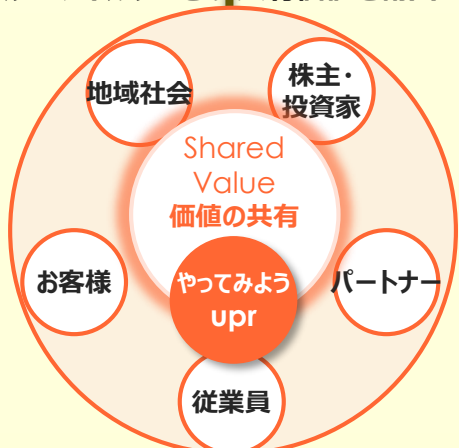 地域社会
株主・
投資家
Shared
Value
価値の共有
お客様
やってみよう
upr
パートナー
従業員